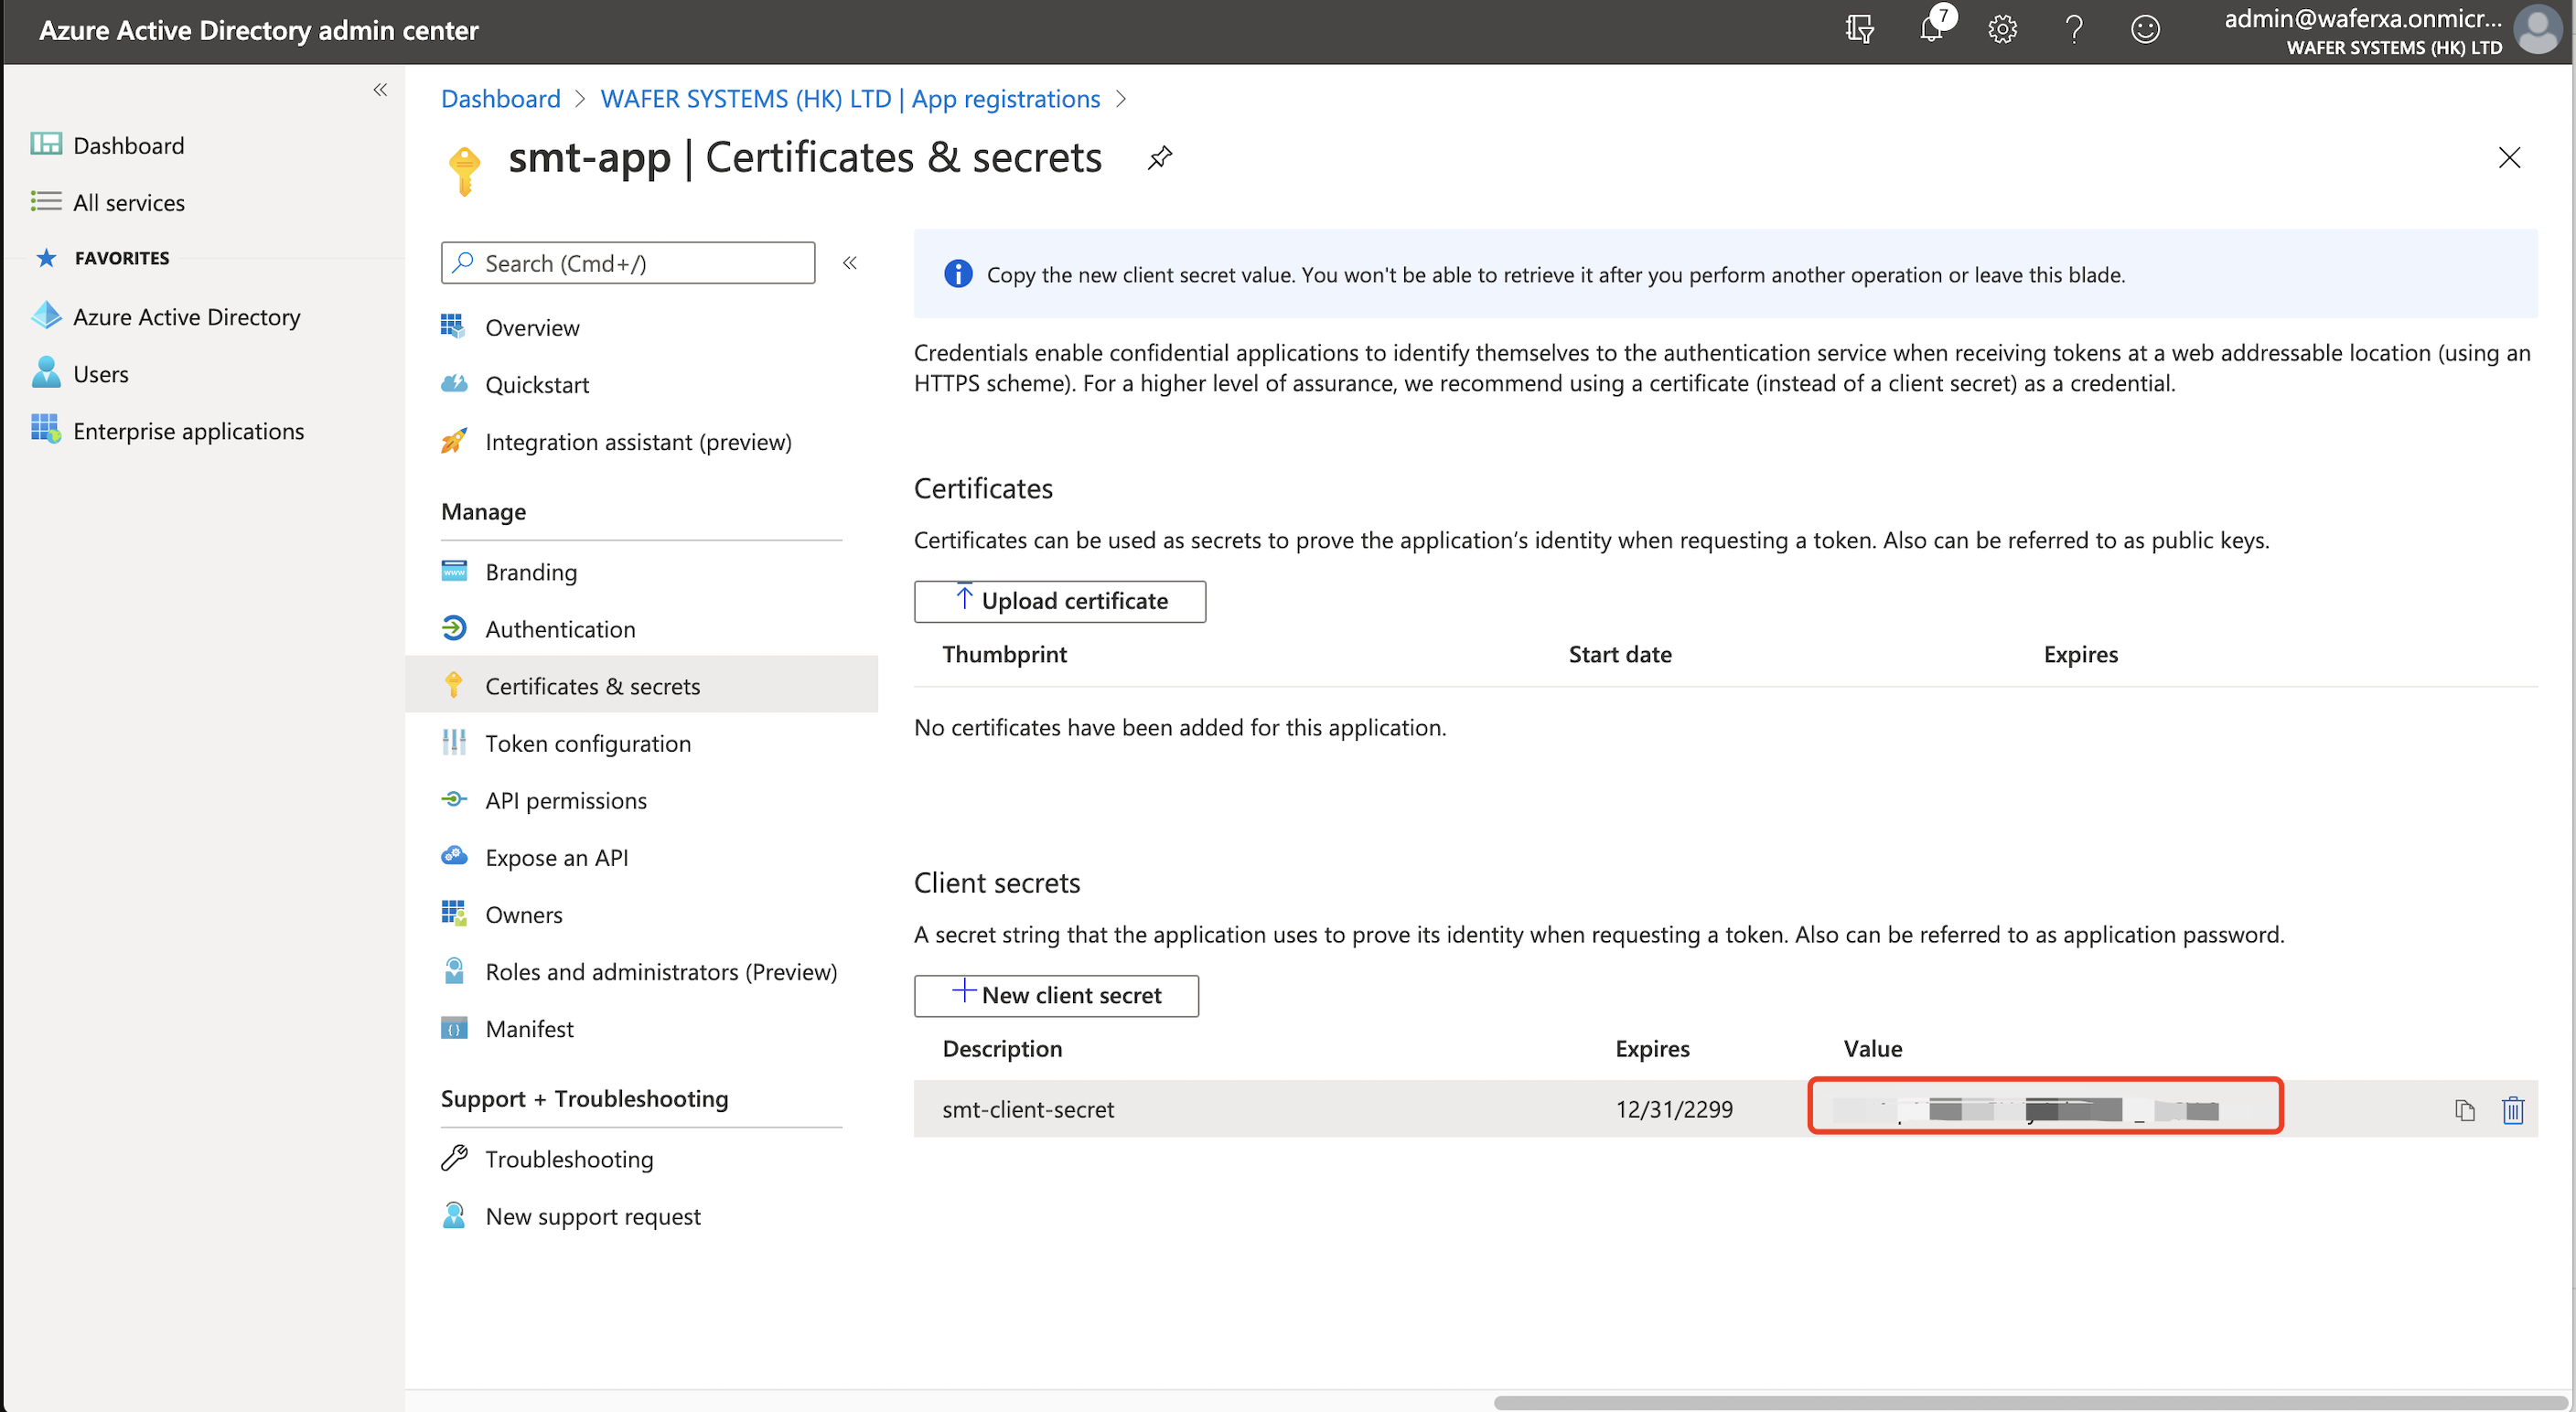 Azure Active Directory admin center
7
admin@waferxa.onmicr...
WAFER SYSTEMS (HK) LTD
Dashboard
All services
FAVORITES
Azure Active Directory
Users
Enterprise applications
Dashboard > WAFER SYSTEMS (HK) LTD | App registrations >
smt-app | Certificates & secrets
Search (Cmd+/)
Overview
Quickstart
Integration assistant (preview)
Manage
Branding
Authentication
Certificates & secrets
Token configuration
API permissions
Expose an API
Owners
Roles and administrators (Preview)
Manifest
Support + Troubleshooting
Troubleshooting
New support request
Copy the new client secret value. You won't be able to retrieve it after you perform another operation or leave this blade.
Credentials enable confidential applications to identify themselves to the authentication service when receiving tokens at a web addressable location (using an
HTTPS scheme). For a higher level of assurance, we recommend using a certificate (instead of a client secret) as a credential.
Certificates
Certificates can be used as secrets to prove the application’s identity when requesting a token. Also can be referred to as public keys.
Upload certificate
Thumbprint Start date Expires
No certificates have been added for this application.
Client secrets
A secret string that the application uses to prove its identity when requesting a token. Also can be referred to as application password.
New client secret
Description Expires Value
smt-client-secret 12/31/2299